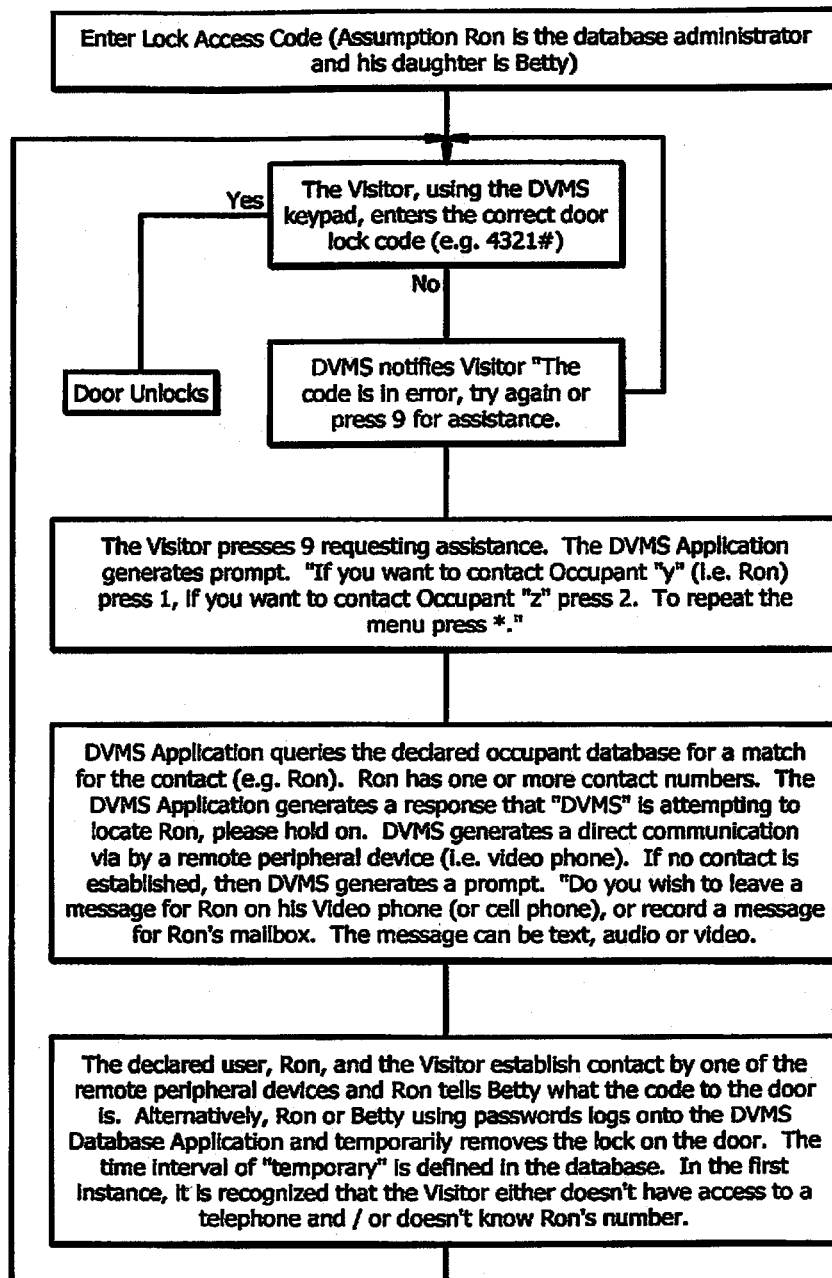 Enter Lock Access Code (Assumption Ron is the database administrator
and his daughter is Betty)
The Visitor, using the DVMS
keypad, enters the correct door
lock code (e.g. 4321#)
Yes
No
Door Unlocks
DVMS notifies Visitor "The
code is in error, try again or
press 9 for assistance.
The Visitor presses 9 requesting assistance. The DVMS Application
generates prompt. "If you want to contact Occupant "y" (i.e. Ron)
press 1, if you want to contact Occupant "z" press 2. To repeat the
menu press *."
DVMS Application queries the declared occupant database for a match
for the contact (e.g. Ron). Ron has one or more contact numbers. The
DVMS Application generates a response that "DVMS" is attempting to
locate Ron, please hold on. DVMS generates a direct communication
via by a remote peripheral device (i.e. video phone). If no contact is
established, then DVMS generates a prompt. "Do you wish to leave a
message for Ron on his Video phone (or cell phone), or record a message
for Ron's mailbox. The message can be text, audio or video.
The declared user, Ron, and the Visitor establish contact by one of the
remote peripheral devices and Ron tells Betty what the code to the door
is. Alternatively, Ron or Betty using passwords logs onto the DVMS
Database Application and temporarily removes the lock on the door. The
time interval of "temporary" is defined in the database. In the first
instance, it is recognized that the Visitor either doesn't have access to a
telephone and / or doesn't know Ron's number.